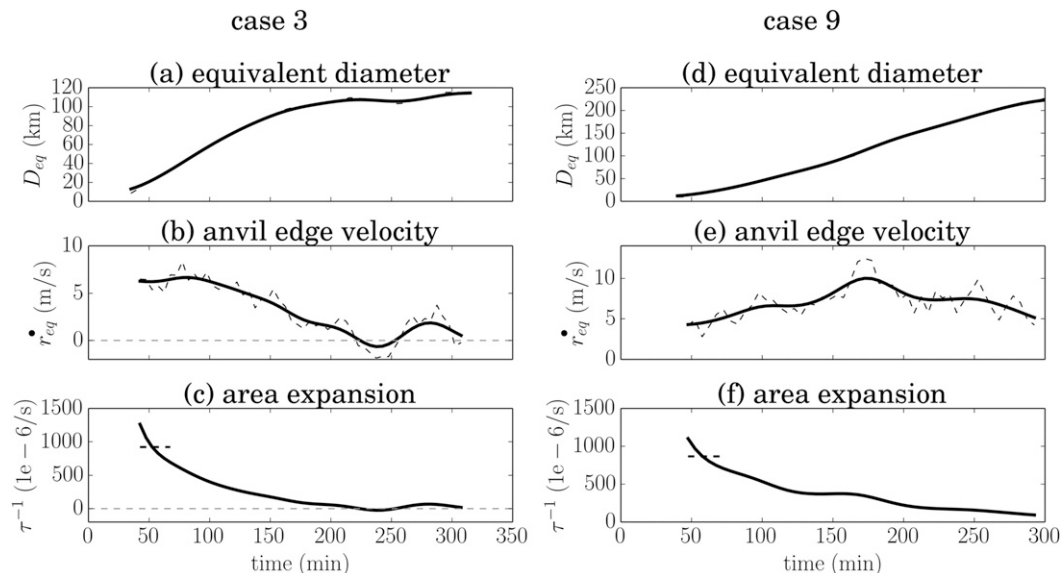 case 3
case 9
(a) equivalent diameter
120
100
80
60
40
20
0
D_eq (km)
(d) equivalent diameter
250
200
150
100
50
0
D_eq (km)
(b) anvil edge velocity
10
5
0
r•_eq (m/s)
(e) anvil edge velocity
10
5
0
r•_eq (m/s)
(c) area expansion
1500
1000
500
0
τ⁻¹ (1e − 6/s)
0 50 100 150 200 250 300 350
time (min)
(f) area expansion
1500
1000
500
0
τ⁻¹ (1e − 6/s)
0 50 100 150 200 250 300
time (min)